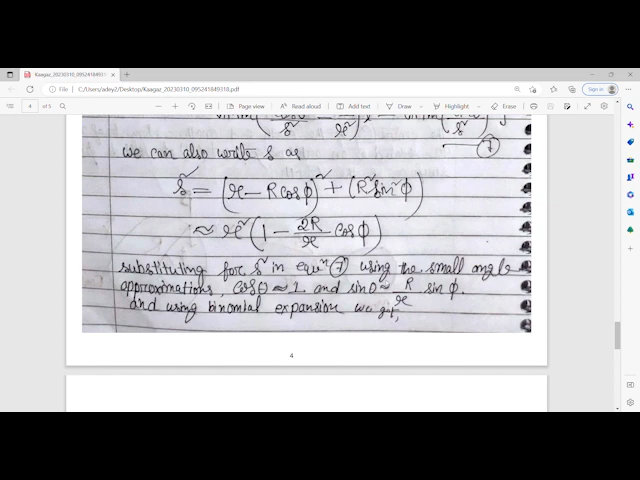 Kaagaz_20230310_095241849318.pdf
File | C:/Users/adey2/Desktop/Kaagaz_20230310_095241849318.pdf
Sign in
4 of 5
Page view | Read aloud | Add text | Draw | Highlight | Erase
we can also write s as
⑦
s² = (r - R cos ϕ)² + (R² sin² ϕ)
≈ r² (1 - 2R/r cos ϕ)
substituting for s² in equⁿ ⑦ using the small angle
approximations, cosθ ≈ 1. and sinθ ≈ R/r sin ϕ.
and using binomial expansion we get,
4